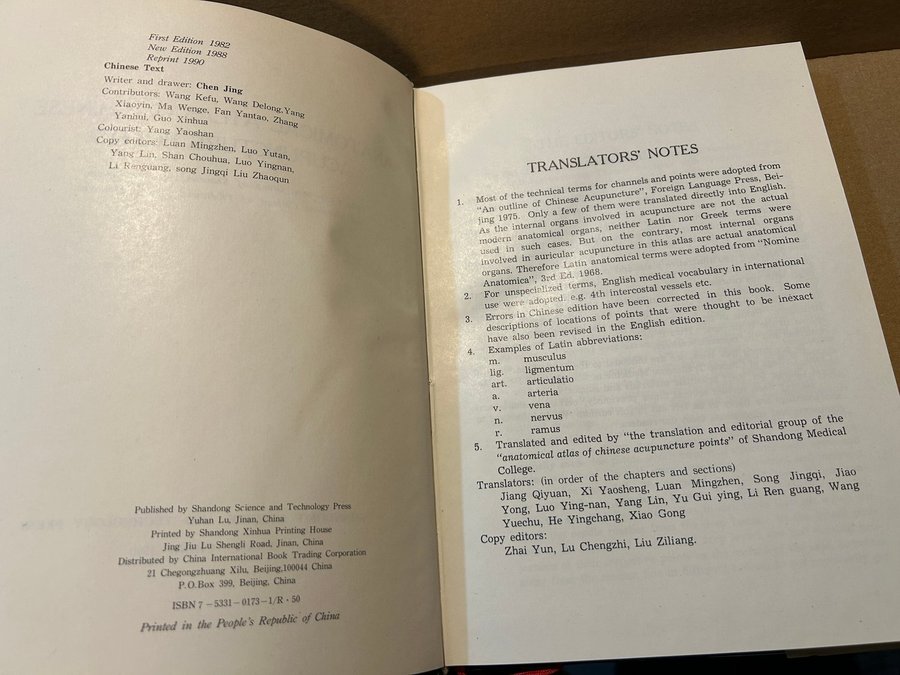 First Edition 1982
New Edition 1988
Reprint 1990
Chinese Text
Writer and drawer: Chen Jing
Contributors: Wang Kefu, Wang Delong, Yang
Xiaoyin, Ma Wenge, Fan Yantao, Zhang
Yanhui, Guo Xinhua
Colourist: Yang Yaoshan
Copy editors: Luan Mingzhen, Luo Yutan,
Yang Lin, Shan Chouhua, Luo Yingnan,
Li Renguang, song Jingqi Liu Zhaoqun
Published by Shandong Science and Technology Press
Yuhan Lu, Jinan, China
Printed by Shandong Xinhua Printing House
Jing Jiu Lu Shengli Road, Jinan, China
Distributed by China International Book Trading Corporation
21 Chegongzhuang Xilu, Beijing,100044 China
P.O.Box 399, Beijing, China
ISBN 7-5331-0173-1/R·50
Printed in the People's Republic of China
TRANSLATORS' NOTES
1. Most of the technical terms for channels and points were adopted from
"An outline of Chinese Acupuncture", Foreign Language Press, Bei-
jing 1975. Only a few of them were translated directly into English.
As the internal organs involved in acupuncture are not the actual
modern anatomical organs, neither Latin nor Greek terms were
used in such cases. But on the contrary, most internal organs
involved in auricular acupuncture in this atlas are actual anatomical
organs. Therefore Latin anatomical terms were adopted from "Nomine
Anatomica", 3rd Ed. 1968.
2. For unspecialized terms, English medical vocabulary in international
use were adopted. e.g. 4th intercostal vessels etc.
3. Errors in Chinese edition have been corrected in this book. Some
descriptions of locations of points that were thought to be inexact
have also been revised in the English edition.
4. Examples of Latin abbreviations:
m. musculus
lig. ligmentum
art. articulatio
a. arteria
v. vena
n. nervus
r. ramus
5. Translated and edited by "the translation and editorial group of the
"anatomical atlas of chinese acupuncture points" of Shandong Medical
College.
Translators: (in order of the chapters and sections)
Jiang Qiyuan, Xi Yaosheng, Luan Mingzhen, Song Jingqi, Jiao
Yong, Luo Ying-nan, Yang Lin, Yu Gui ying, Li Ren guang, Wang
Yuechu, He Yingchang, Xiao Gong
Copy editors:
Zhai Yun, Lu Chengzhi, Liu Ziliang.